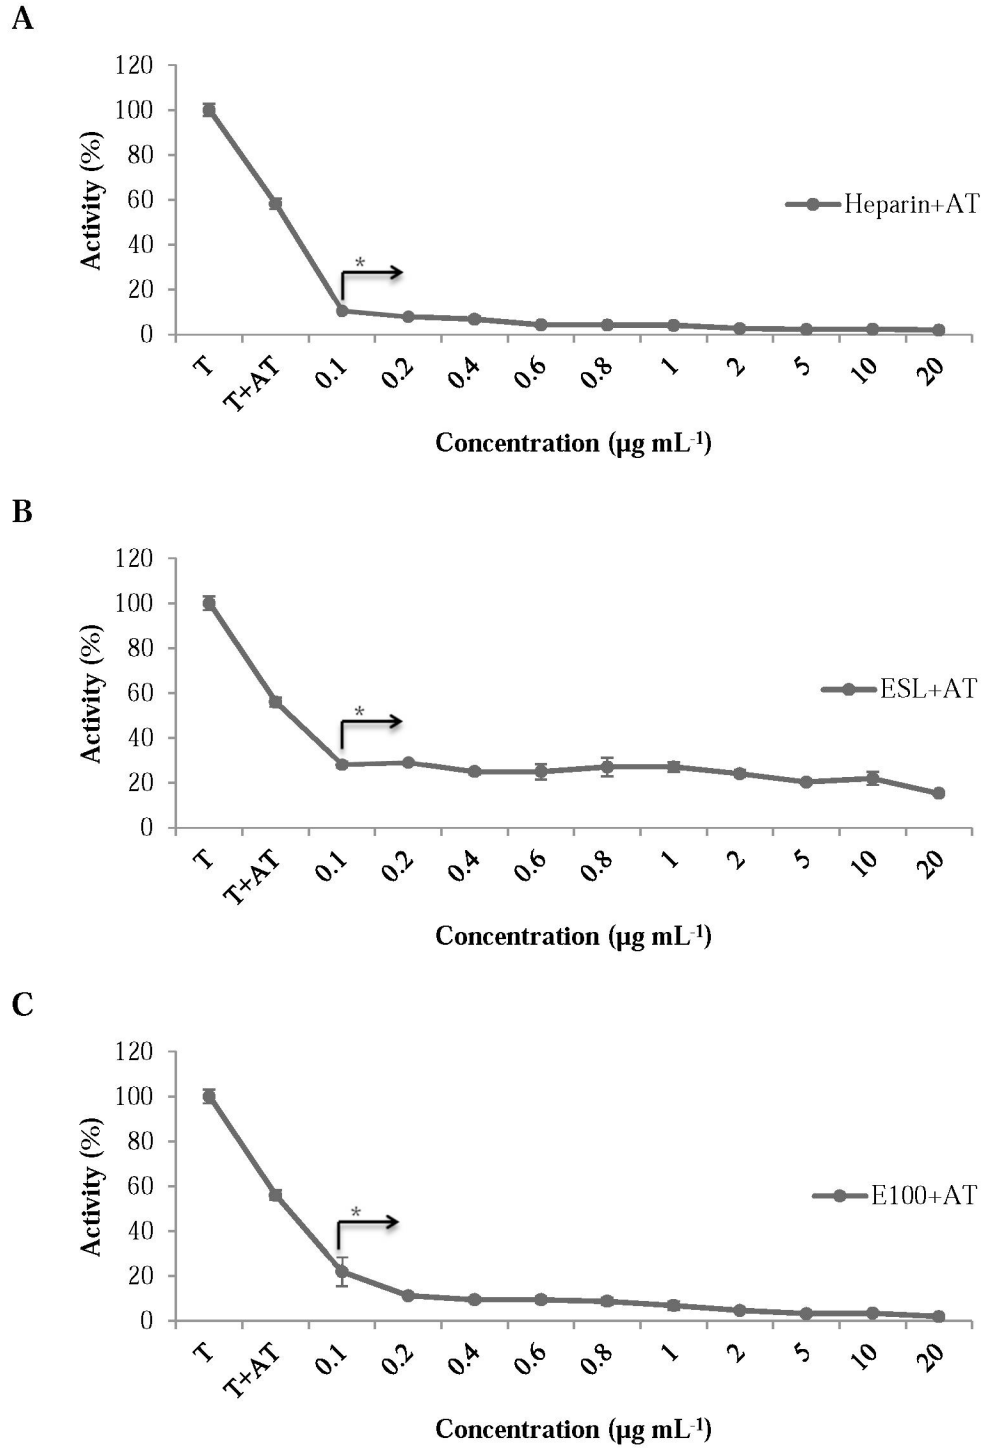 A
120
100
80
60
40
20
0
Activity (%)
*
Heparin+AT
T T+AT 0.1 0.2 0.4 0.6 0.8 1 2 5 10 20
Concentration (µg mL⁻¹)
B
120
100
80
60
40
20
0
Activity (%)
*
ESL+AT
T T+AT 0.1 0.2 0.4 0.6 0.8 1 2 5 10 20
Concentration (µg mL⁻¹)
C
120
100
80
60
40
20
0
Activity (%)
*
E100+AT
T T+AT 0.1 0.2 0.4 0.6 0.8 1 2 5 10 20
Concentration (µg mL⁻¹)